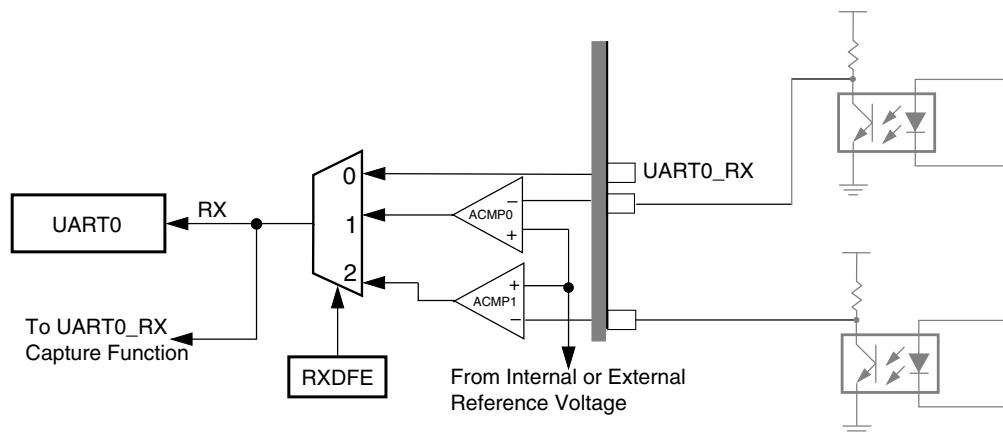 UART0_RX
0
UART0
RX
ACMP0
−
+
1
2
ACMP1
+
−
To UART0_RX
Capture Function
RXDFE
From Internal or External
Reference Voltage